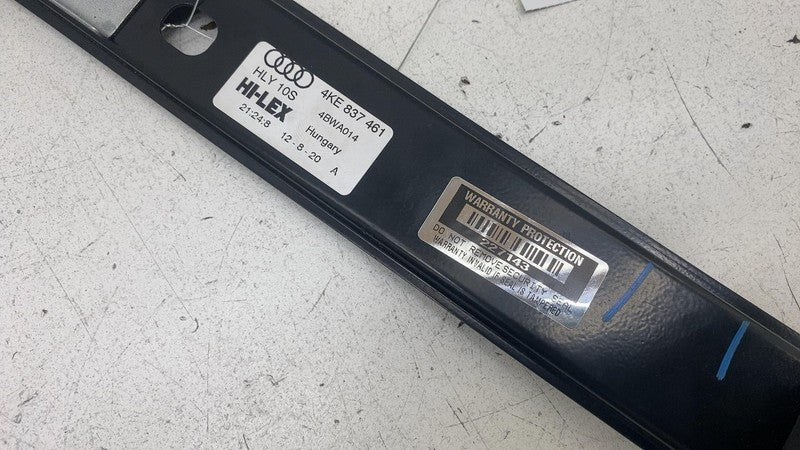 4KE 837 461
HLY 10S
4BWA014
HI-LEX
Hungary
21:24:8 12-8-20 A
WARRANTY PROTECTION
227143
DO NOT REMOVE SECURITY SEAL
WARRANTY INVALID IF SEAL IS TAMPERED